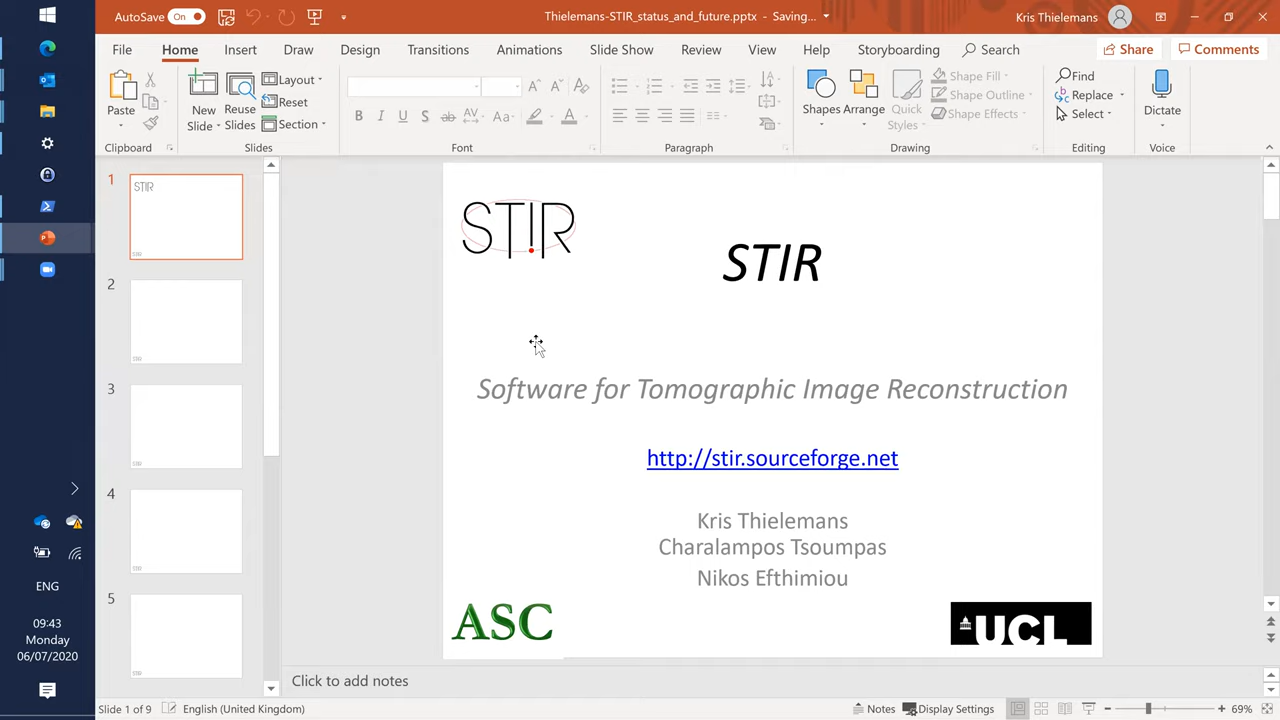 AutoSave On
Thielemans-STIR_status_and_future.pptx - Saving...
Kris Thielemans
File Home Insert Draw Design Transitions Animations Slide Show Review View Help Storyboarding Search Share Comments
Paste
Clipboard
New Slide
Reuse Slides
Layout
Reset
Section
Slides
B I U S ab AV Aa A
Font
Paragraph
Shapes
Arrange
Quick Styles
Shape Fill
Shape Outline
Shape Effects
Drawing
Find
Replace
Select
Editing
Dictate
Voice
1
STIR
2
3
4
5
STIR
STIR
Software for Tomographic Image Reconstruction
http://stir.sourceforge.net
Kris Thielemans
Charalampos Tsoumpas
Nikos Efthimiou
ASC
UCL
ENG
09:43
Monday
06/07/2020
Click to add notes
Slide 1 of 9
English (United Kingdom)
Notes
Display Settings
69%